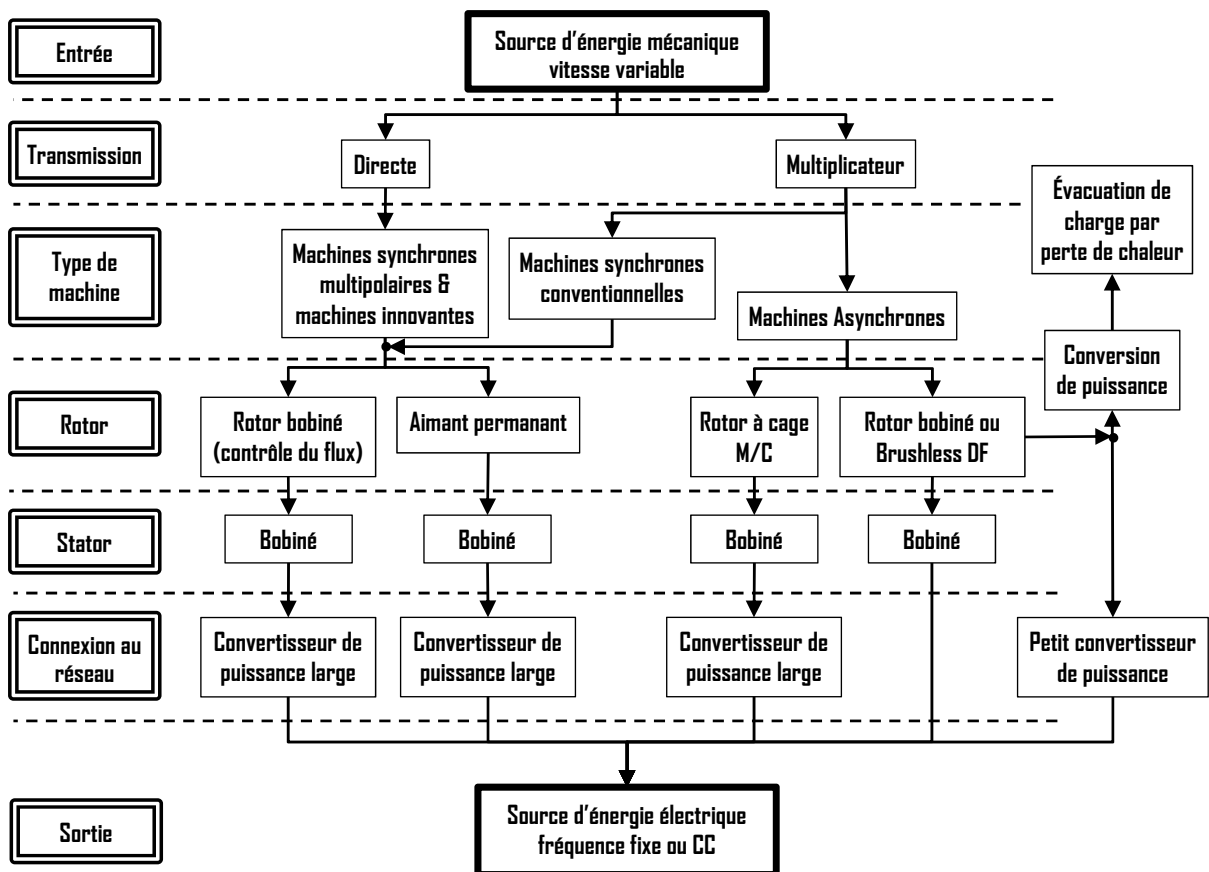 Entrée
Source d'énergie mécanique
vitesse variable
Transmission
Directe
Multiplicateur
Évacuation de
charge par
perte de chaleur
Type de
machine
Machines synchrones
multipolaires &
machines innovantes
Machines synchrones
conventionnelles
Machines Asynchrones
Conversion
de puissance
Rotor
Rotor bobiné
(contrôle du flux)
Aimant permanant
Rotor à cage
M/C
Rotor bobiné ou
Brushless DF
Stator
Bobiné
Bobiné
Bobiné
Bobiné
Connexion au
réseau
Convertisseur de
puissance large
Convertisseur de
puissance large
Convertisseur de
puissance large
Petit convertisseur
de puissance
Sortie
Source d'énergie électrique
fréquence fixe ou CC